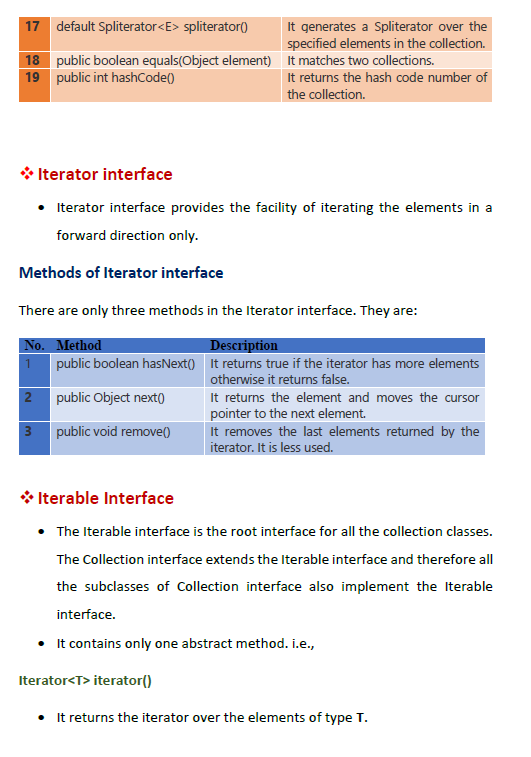 17 default Spliterator<E> spliterator() It generates a Spliterator over the
specified elements in the collection.
18 public boolean equals(Object element) It matches two collections.
19 public int hashCode() It returns the hash code number of
the collection.
❖ Iterator interface
• Iterator interface provides the facility of iterating the elements in a
forward direction only.
Methods of Iterator interface
There are only three methods in the Iterator interface. They are:
No. Method Description
1 public boolean hasNext() It returns true if the iterator has more elements
otherwise it returns false.
2 public Object next() It returns the element and moves the cursor
pointer to the next element.
3 public void remove() It removes the last elements returned by the
iterator. It is less used.
❖ Iterable Interface
• The Iterable interface is the root interface for all the collection classes.
The Collection interface extends the Iterable interface and therefore all
the subclasses of Collection interface also implement the Iterable
interface.
• It contains only one abstract method. i.e.,
Iterator<T> iterator()
• It returns the iterator over the elements of type T.